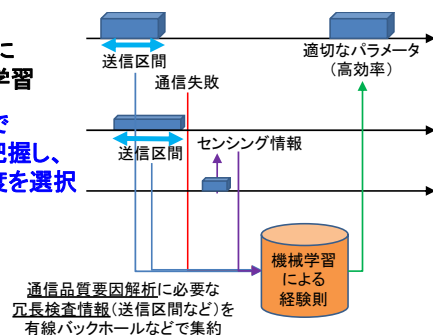 に
学習
で
把握し、
度を選択
送信区間
通信失敗
適切なパラメータ
（高効率）
送信区間
センシング情報
機械学習
による
経験則
通信品質要因解析に必要な
冗長検査情報(送信区間など)を
有線バックホールなどで集約